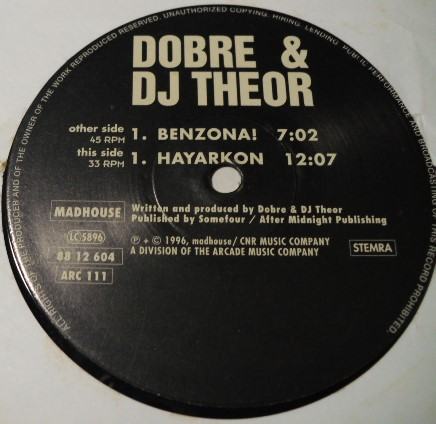 DOBRE &
DJ THEOR
other side 1. BENZONA! 7:02
45 RPM
this side 1. HAYARKON 12:07
33 RPM
MADHOUSE
Written and produced by Dobre & DJ Theor
Published by Somefour / After Midnight Publishing
LC 5896
88 12 604
ARC 111
℗ + © 1996, madhouse / CNR MUSIC COMPANY
A DIVISION OF THE ARCADE MUSIC COMPANY
STEMRA
ALL RIGHTS OF THE PRODUCER AND OF THE OWNER OF THE WORK REPRODUCED RESERVED. UNAUTHORIZED COPYING, HIRING, LENDING, PUBLIC PERFORMANCE AND BROADCASTING OF THIS RECORD PROHIBITED.